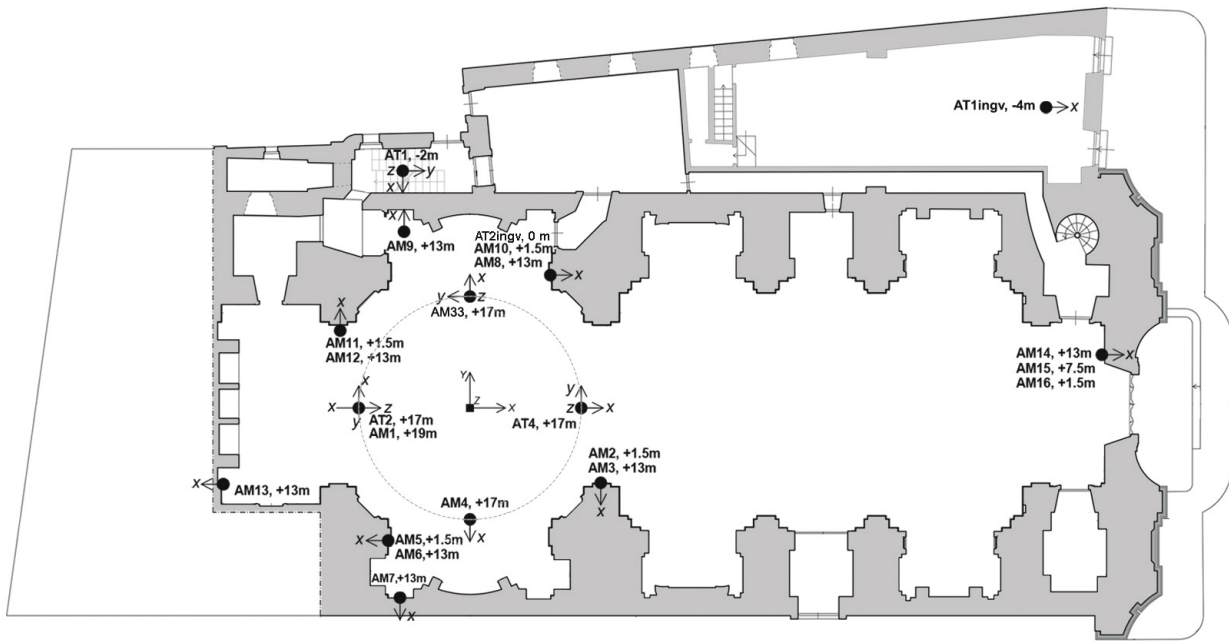 AT1ingv, -4m
x
AT1, -2m
z
y
x
x
AM9, +13m
AT2ingv, 0 m
AM10, +1.5m
AM8, +13m
x
x
y
z
AM33, +17m
x
AM11, +1.5m
AM12, +13m
AM14, +13m
AM15, +7.5m
AM16, +1.5m
x
x
x
z
y
AT2, +17m
AM1, +19m
Y
Z
X
y
z
x
AT4, +17m
AM2, +1.5m
AM3, +13m
x
x
AM13, +13m
AM4, +17m
x
x
AM5,+1.5m
AM6,+13m
AM7,+13m
x